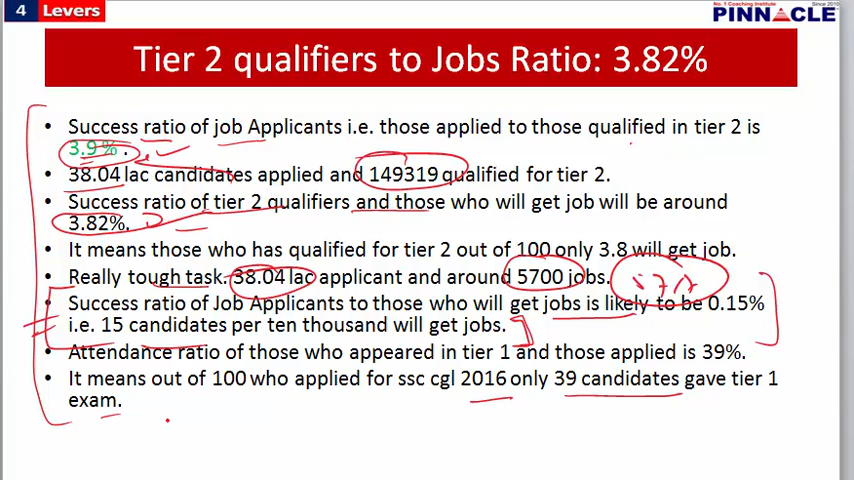 4 Levers
No. 1 Coaching Institute Since 2010
PINNACLE
Tier 2 qualifiers to Jobs Ratio: 3.82%
• Success ratio of job Applicants i.e. those applied to those qualified in tier 2 is
3.9% .
• 38.04 lac candidates applied and 149319 qualified for tier 2.
• Success ratio of tier 2 qualifiers and those who will get job will be around
3.82%.
• It means those who has qualified for tier 2 out of 100 only 3.8 will get job.
• Really tough task. 38.04 lac applicant and around 5700 jobs.
• Success ratio of Job Applicants to those who will get jobs is likely to be 0.15%
i.e. 15 candidates per ten thousand will get jobs.
• Attendance ratio of those who appeared in tier 1 and those applied is 39%.
• It means out of 100 who applied for ssc cgl 2016 only 39 candidates gave tier 1
exam.